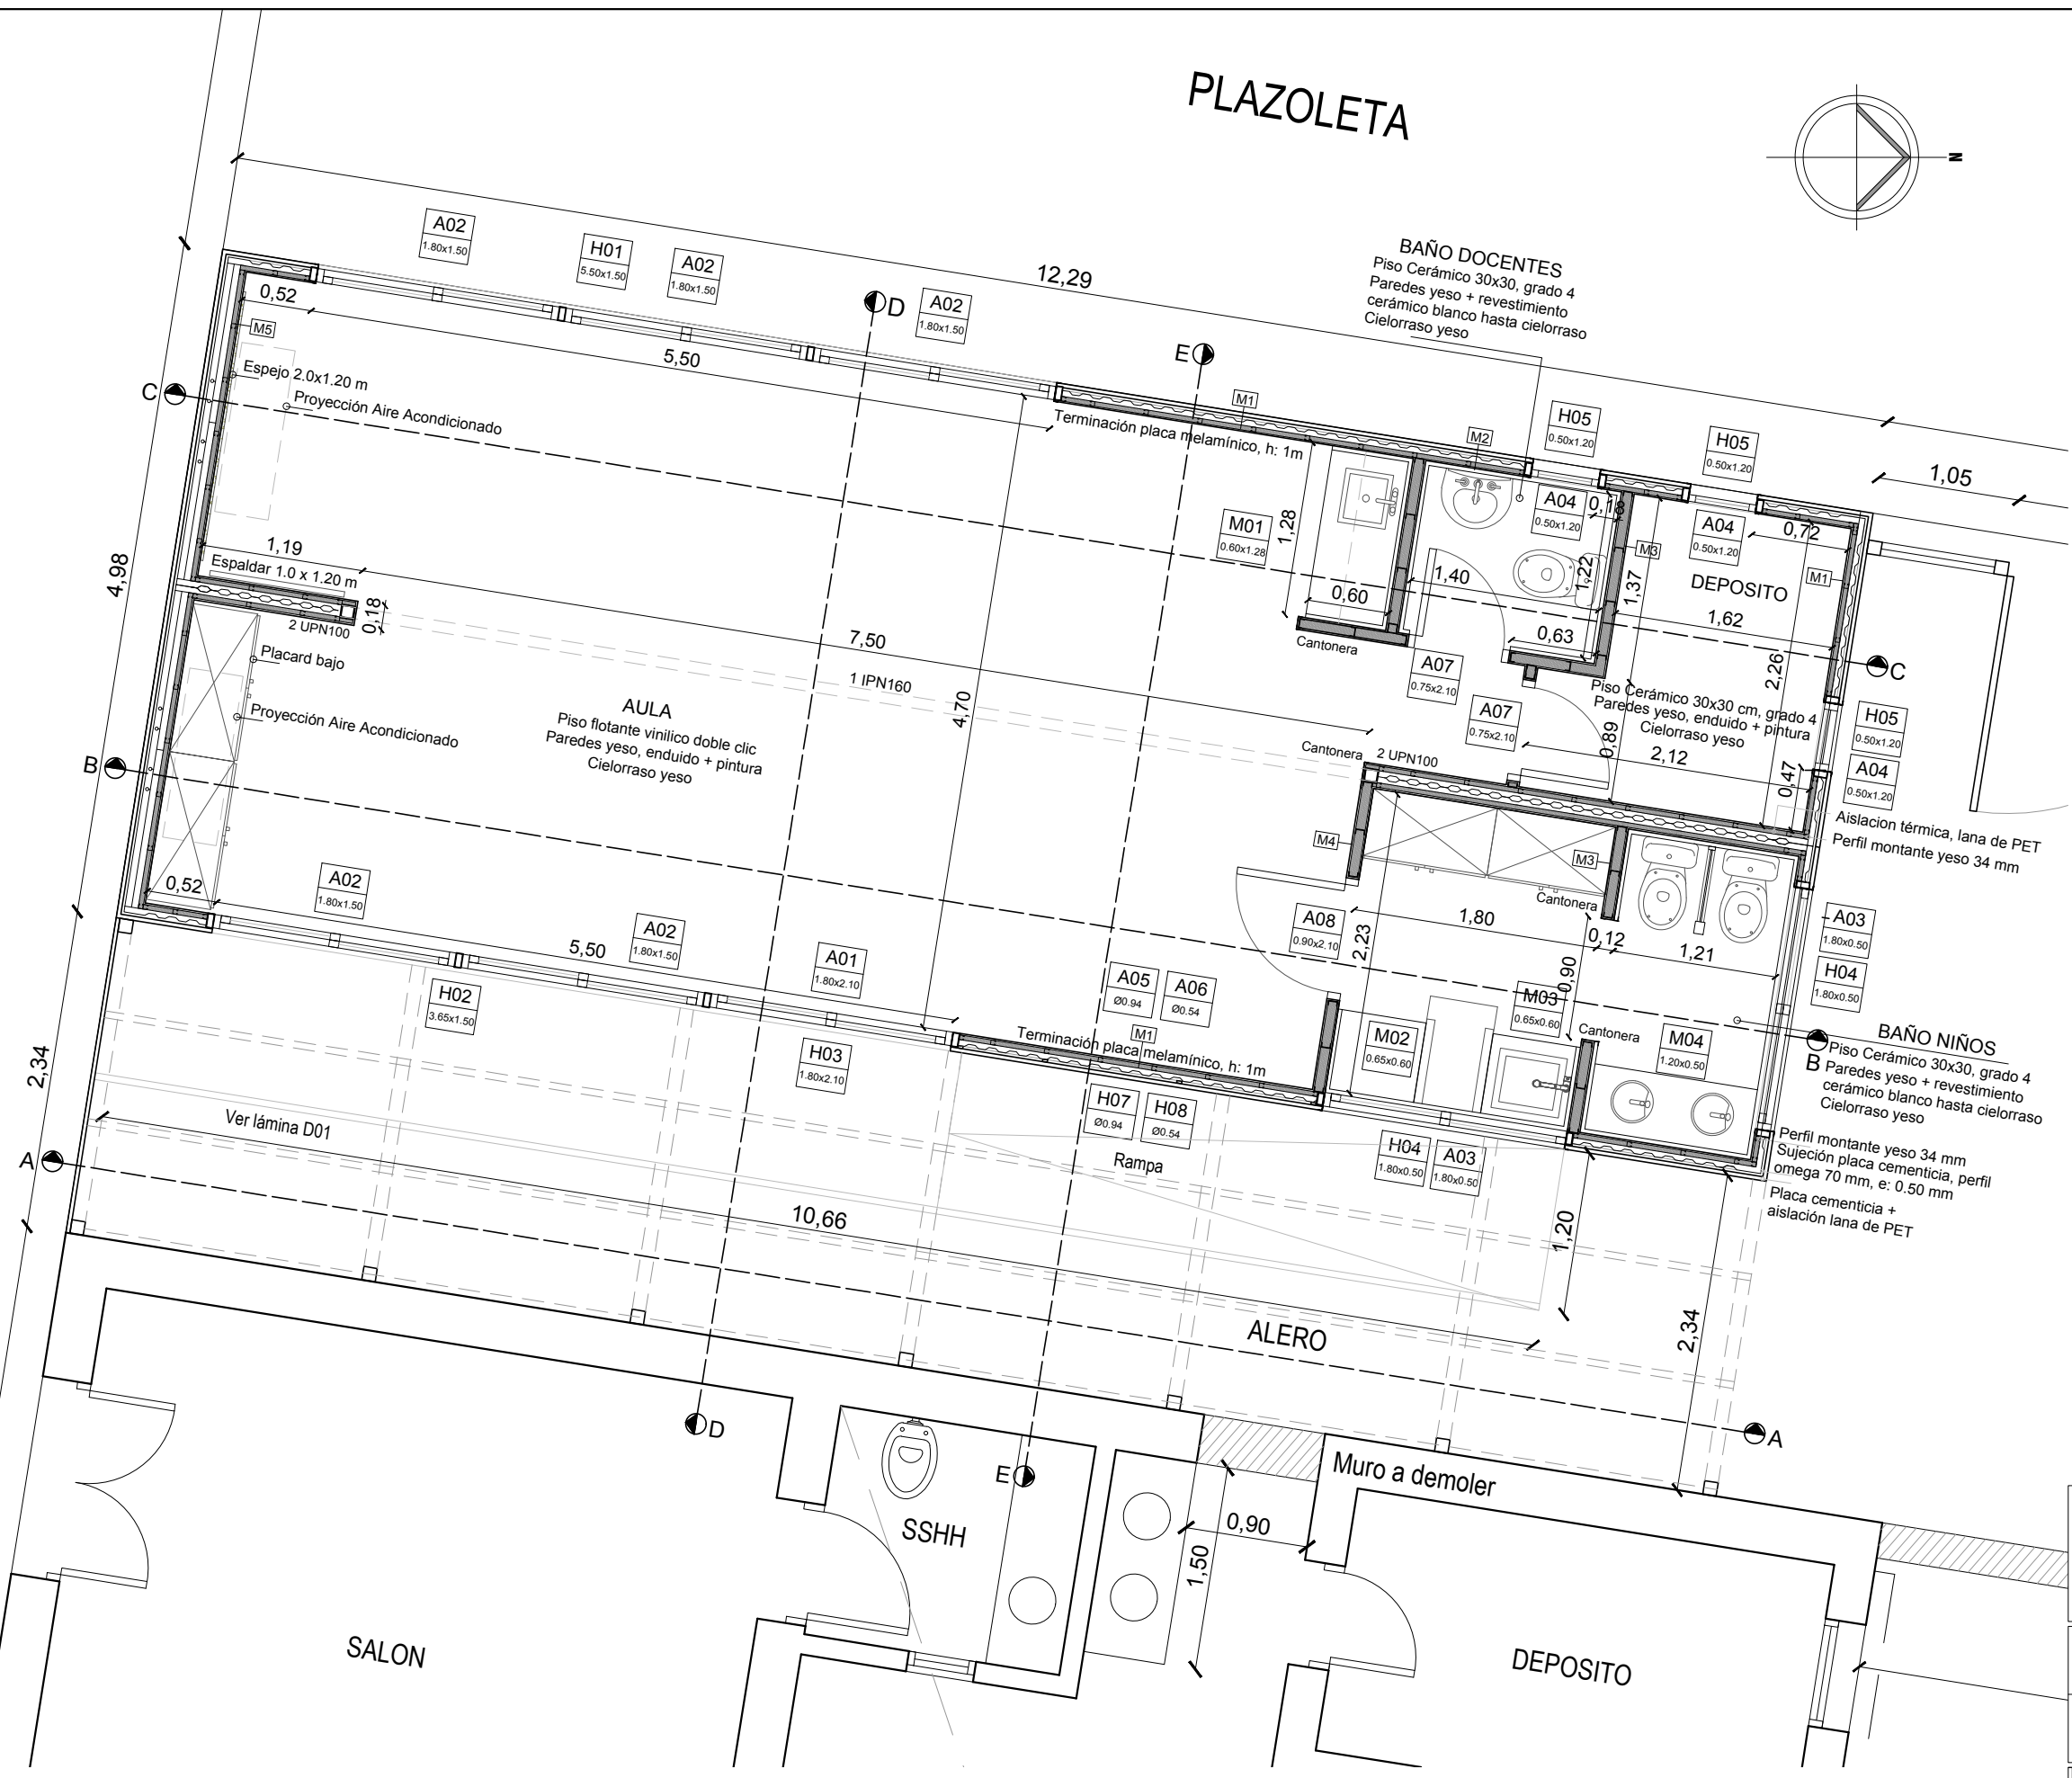 PLAZOLETA
N
A02
1.80x1.50
H01
5.50x1.50
A02
1.80x1.50
12,29
D
A02
1.80x1.50
E
BAÑO DOCENTES
Piso Cerámico 30x30, grado 4
Paredes yeso + revestimiento
cerámico blanco hasta cielorraso
Cielorraso yeso
0,52
M5
5,50
Espejo 2.0x1.20 m
C
Proyección Aire Acondicionado
M1
Terminación placa melamínico, h: 1m
M2
H05
0.50x1.20
H05
0.50x1.20
1,05
M01
0.60x1.28
1,28
A04
0.50x1.20
0,18
A04
0.50x1.20
0,72
M3
M1
1,40
1,22
1,37
DEPOSITO
0,60
1,62
0,63
2,26
Cantonera
C
4,98
1,19
Espaldar 1.0 x 1.20 m
0,18
2 UPN100
Placard bajo
7,50
1 IPN160
4,70
A07
0.75x2.10
A07
0.75x2.10
Piso Cerámico 30x30 cm, grado 4
Paredes yeso, enduido + pintura
Cielorraso yeso
0,89
2,12
0,47
H05
0.50x1.20
A04
0.50x1.20
AULA
Piso flotante vinilico doble clic
Paredes yeso, enduido + pintura
Cielorraso yeso
Proyección Aire Acondicionado
B
Cantonera
2 UPN100
Aislacion térmica, lana de PET
Perfil montante yeso 34 mm
M4
M3
Cantonera
0,52
A02
1.80x1.50
5,50
A02
1.80x1.50
A01
1.80x2.10
A08
0.90x2.10
2,23
1,80
0,12
1,21
0,90
A03
1.80x0.50
H04
1.80x0.50
H02
3.65x1.50
A05
Ø0.94
A06
Ø0.54
M1
Terminación placa melamínico, h: 1m
M02
0.65x0.60
M03
0.65x0.60
Cantonera
M04
1.20x0.50
BAÑO NIÑOS
B
Piso Cerámico 30x30, grado 4
Paredes yeso + revestimiento
cerámico blanco hasta cielorraso
Cielorraso yeso
H03
1.80x2.10
2,34
Ver lámina D01
H07
Ø0.94
H08
Ø0.54
Rampa
H04
1.80x0.50
A03
1.80x0.50
Perfil montante yeso 34 mm
Sujeción placa cementicia, perfil
omega 70 mm, e: 0.50 mm
Placa cementicia +
aislación lana de PET
A
10,66
1,20
ALERO
2,34
D
A
E
Muro a demoler
SSHH
0,90
1,50
SALON
DEPOSITO